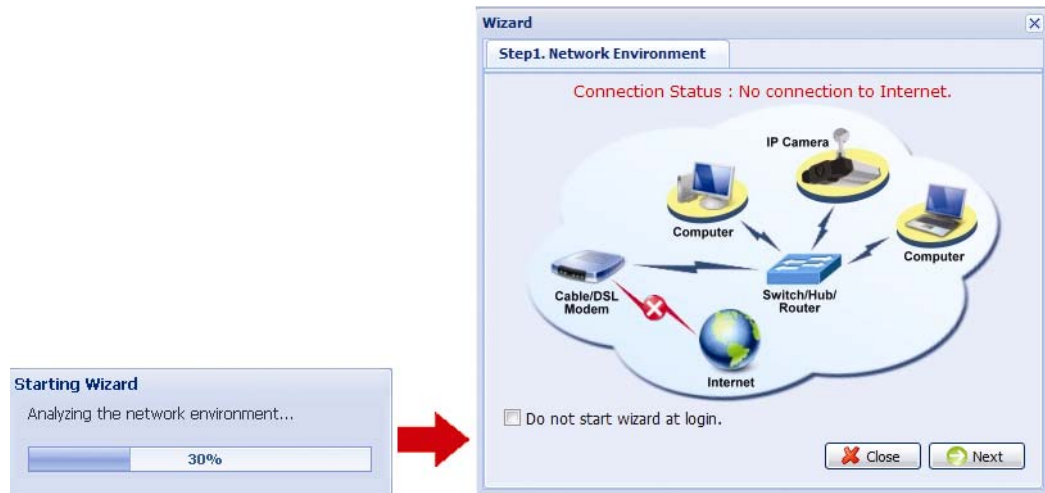 Starting Wizard
Analyzing the network environment...
30%
Wizard
Step1. Network Environment
Connection Status : No connection to Internet.
IP Camera
Computer
Computer
Cable/DSL
Modem
Switch/Hub/
Router
Internet
Do not start wizard at login.
Close
Next